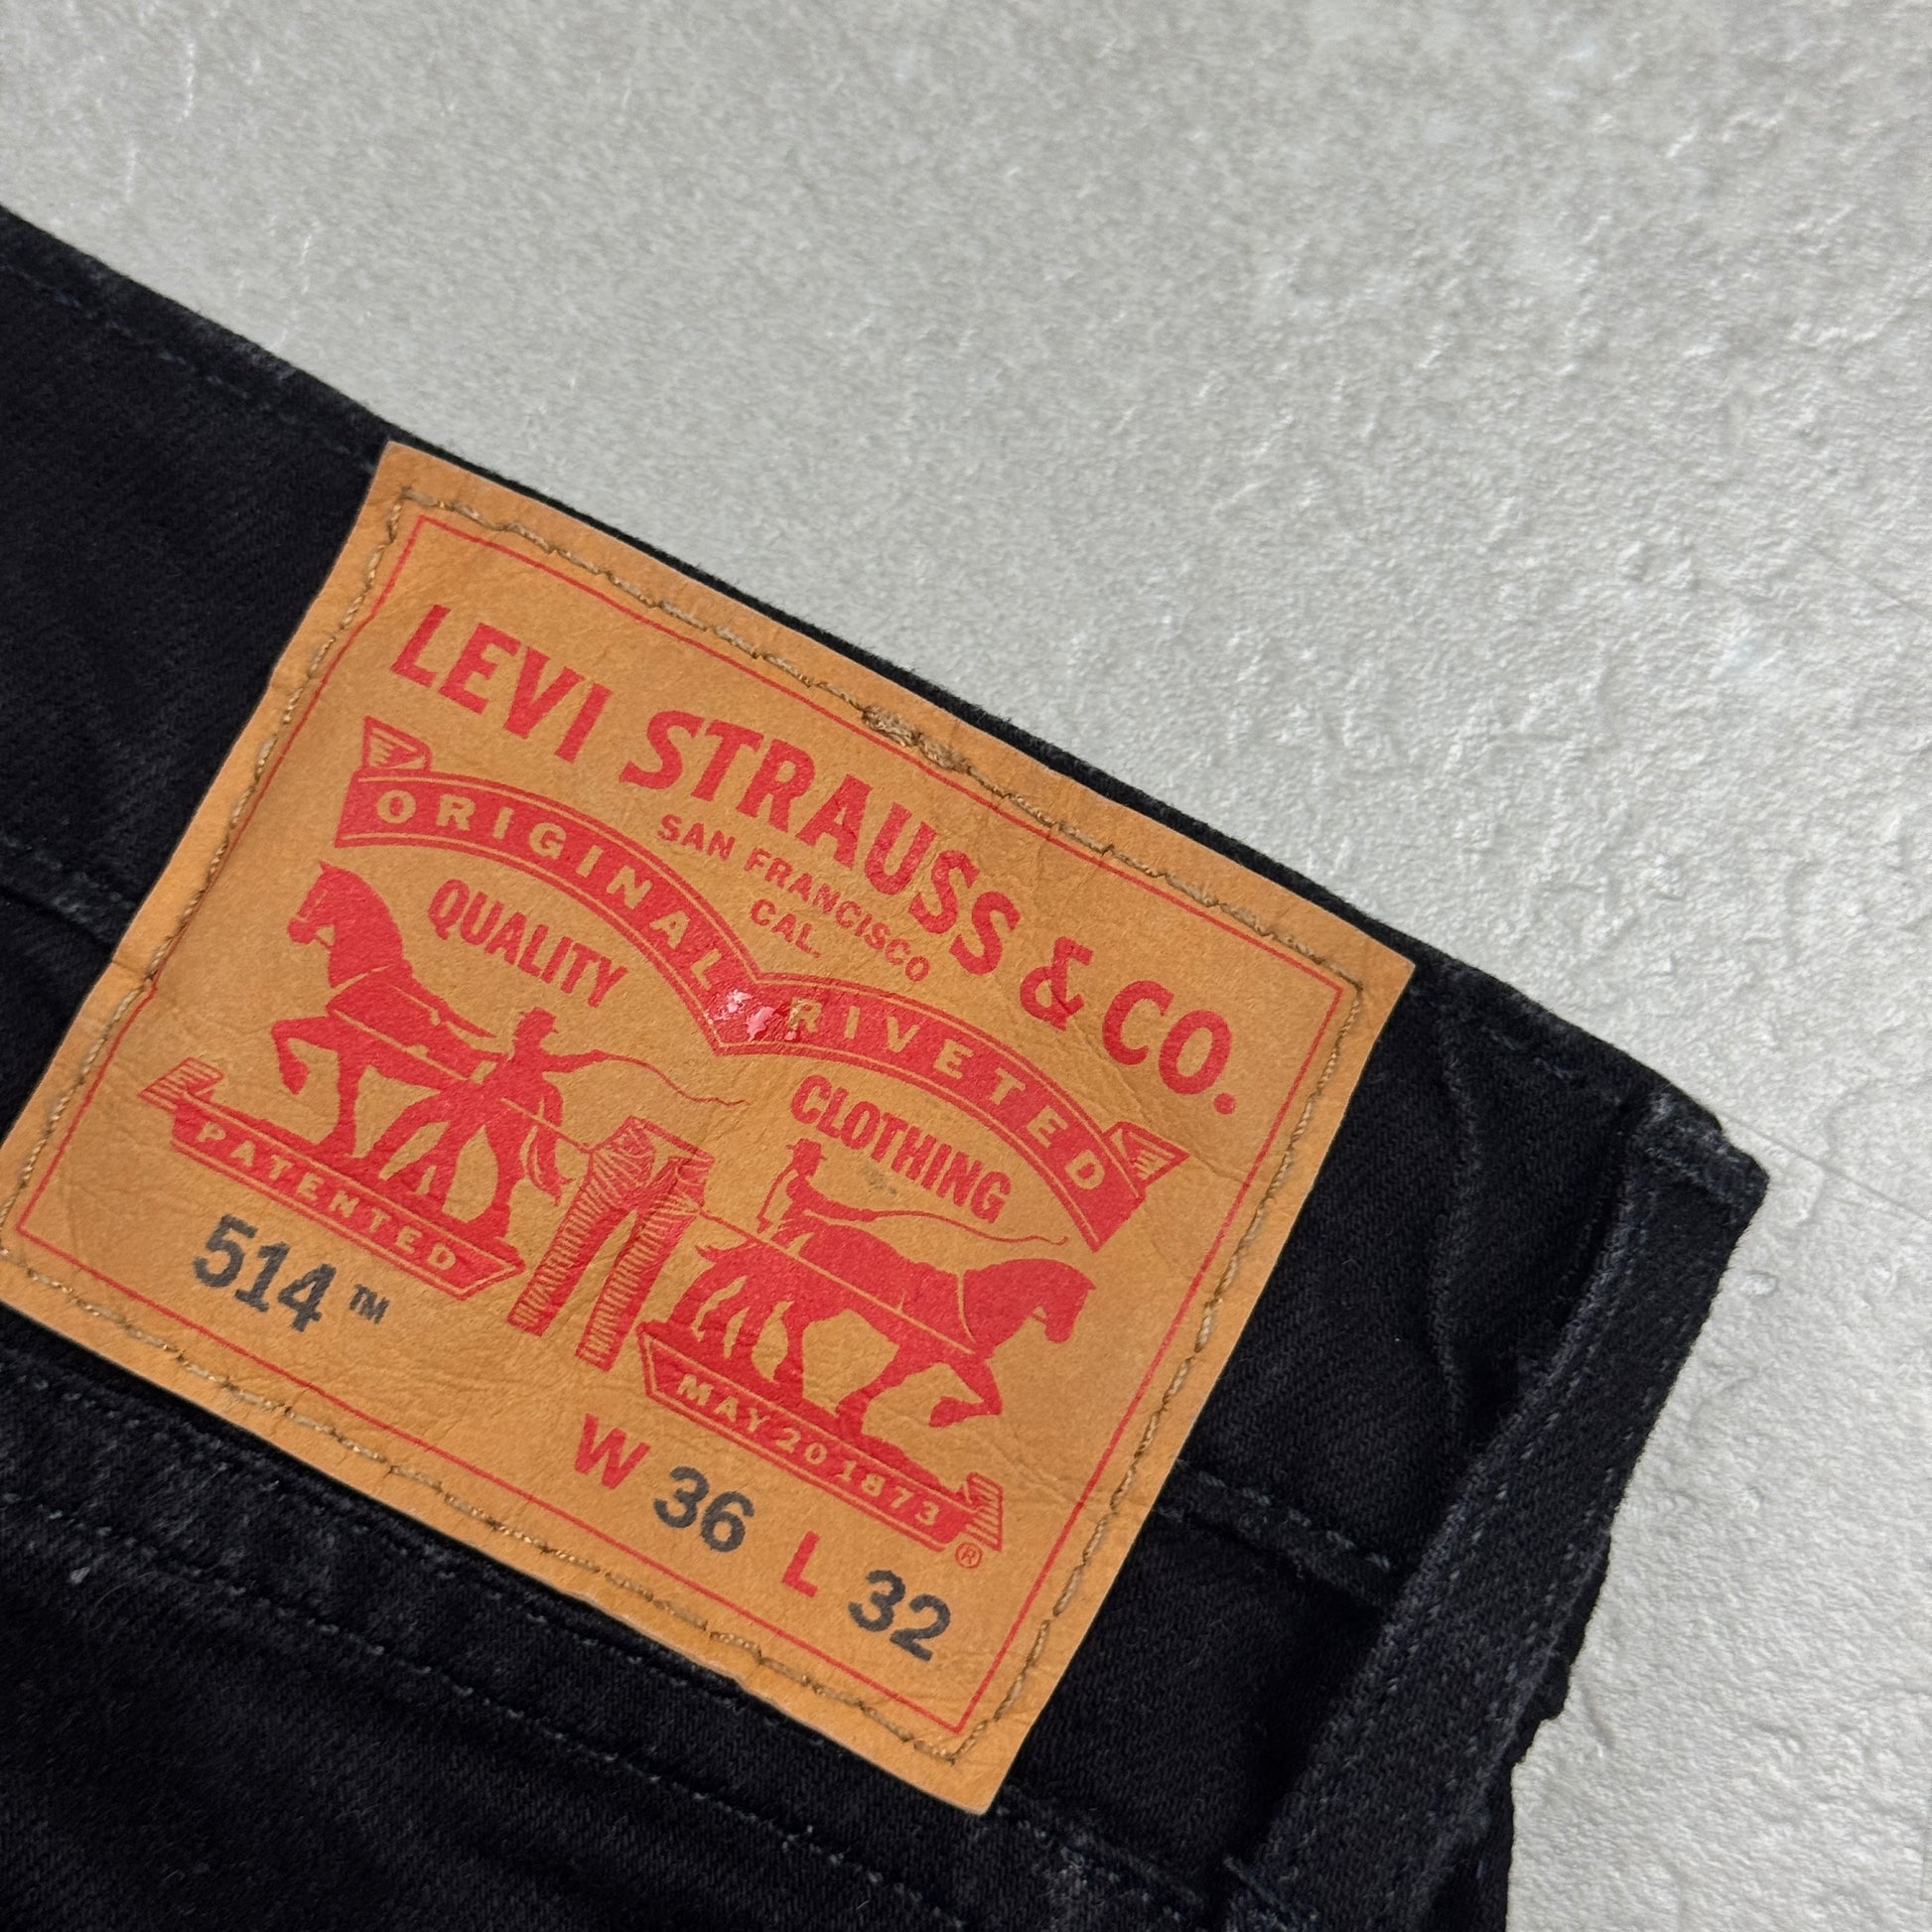 LEVI STRAUSS & CO.
SAN FRANCISCO
CAL.
ORIGINAL RIVETED
QUALITY
CLOTHING
PATENTED
MAY 20 1873
514™
W 36 L 32
®